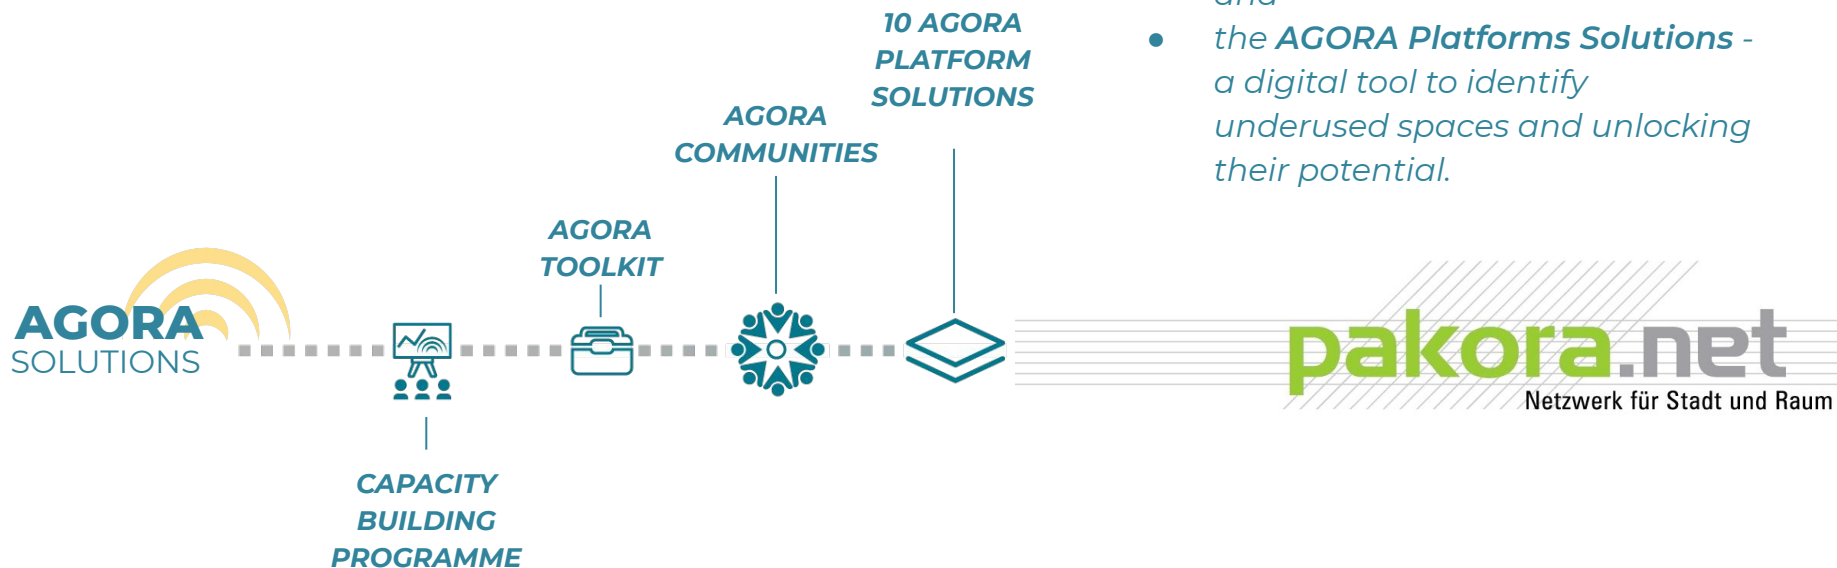 10 AGORA
PLATFORM
SOLUTIONS
AGORA
COMMUNITIES
AGORA
TOOLKIT
AGORA
SOLUTIONS
CAPACITY
BUILDING
PROGRAMME
and
● the AGORA Platforms Solutions -
a digital tool to identify
underused spaces and unlocking
their potential.
pakora.net
Netzwerk für Stadt und Raum